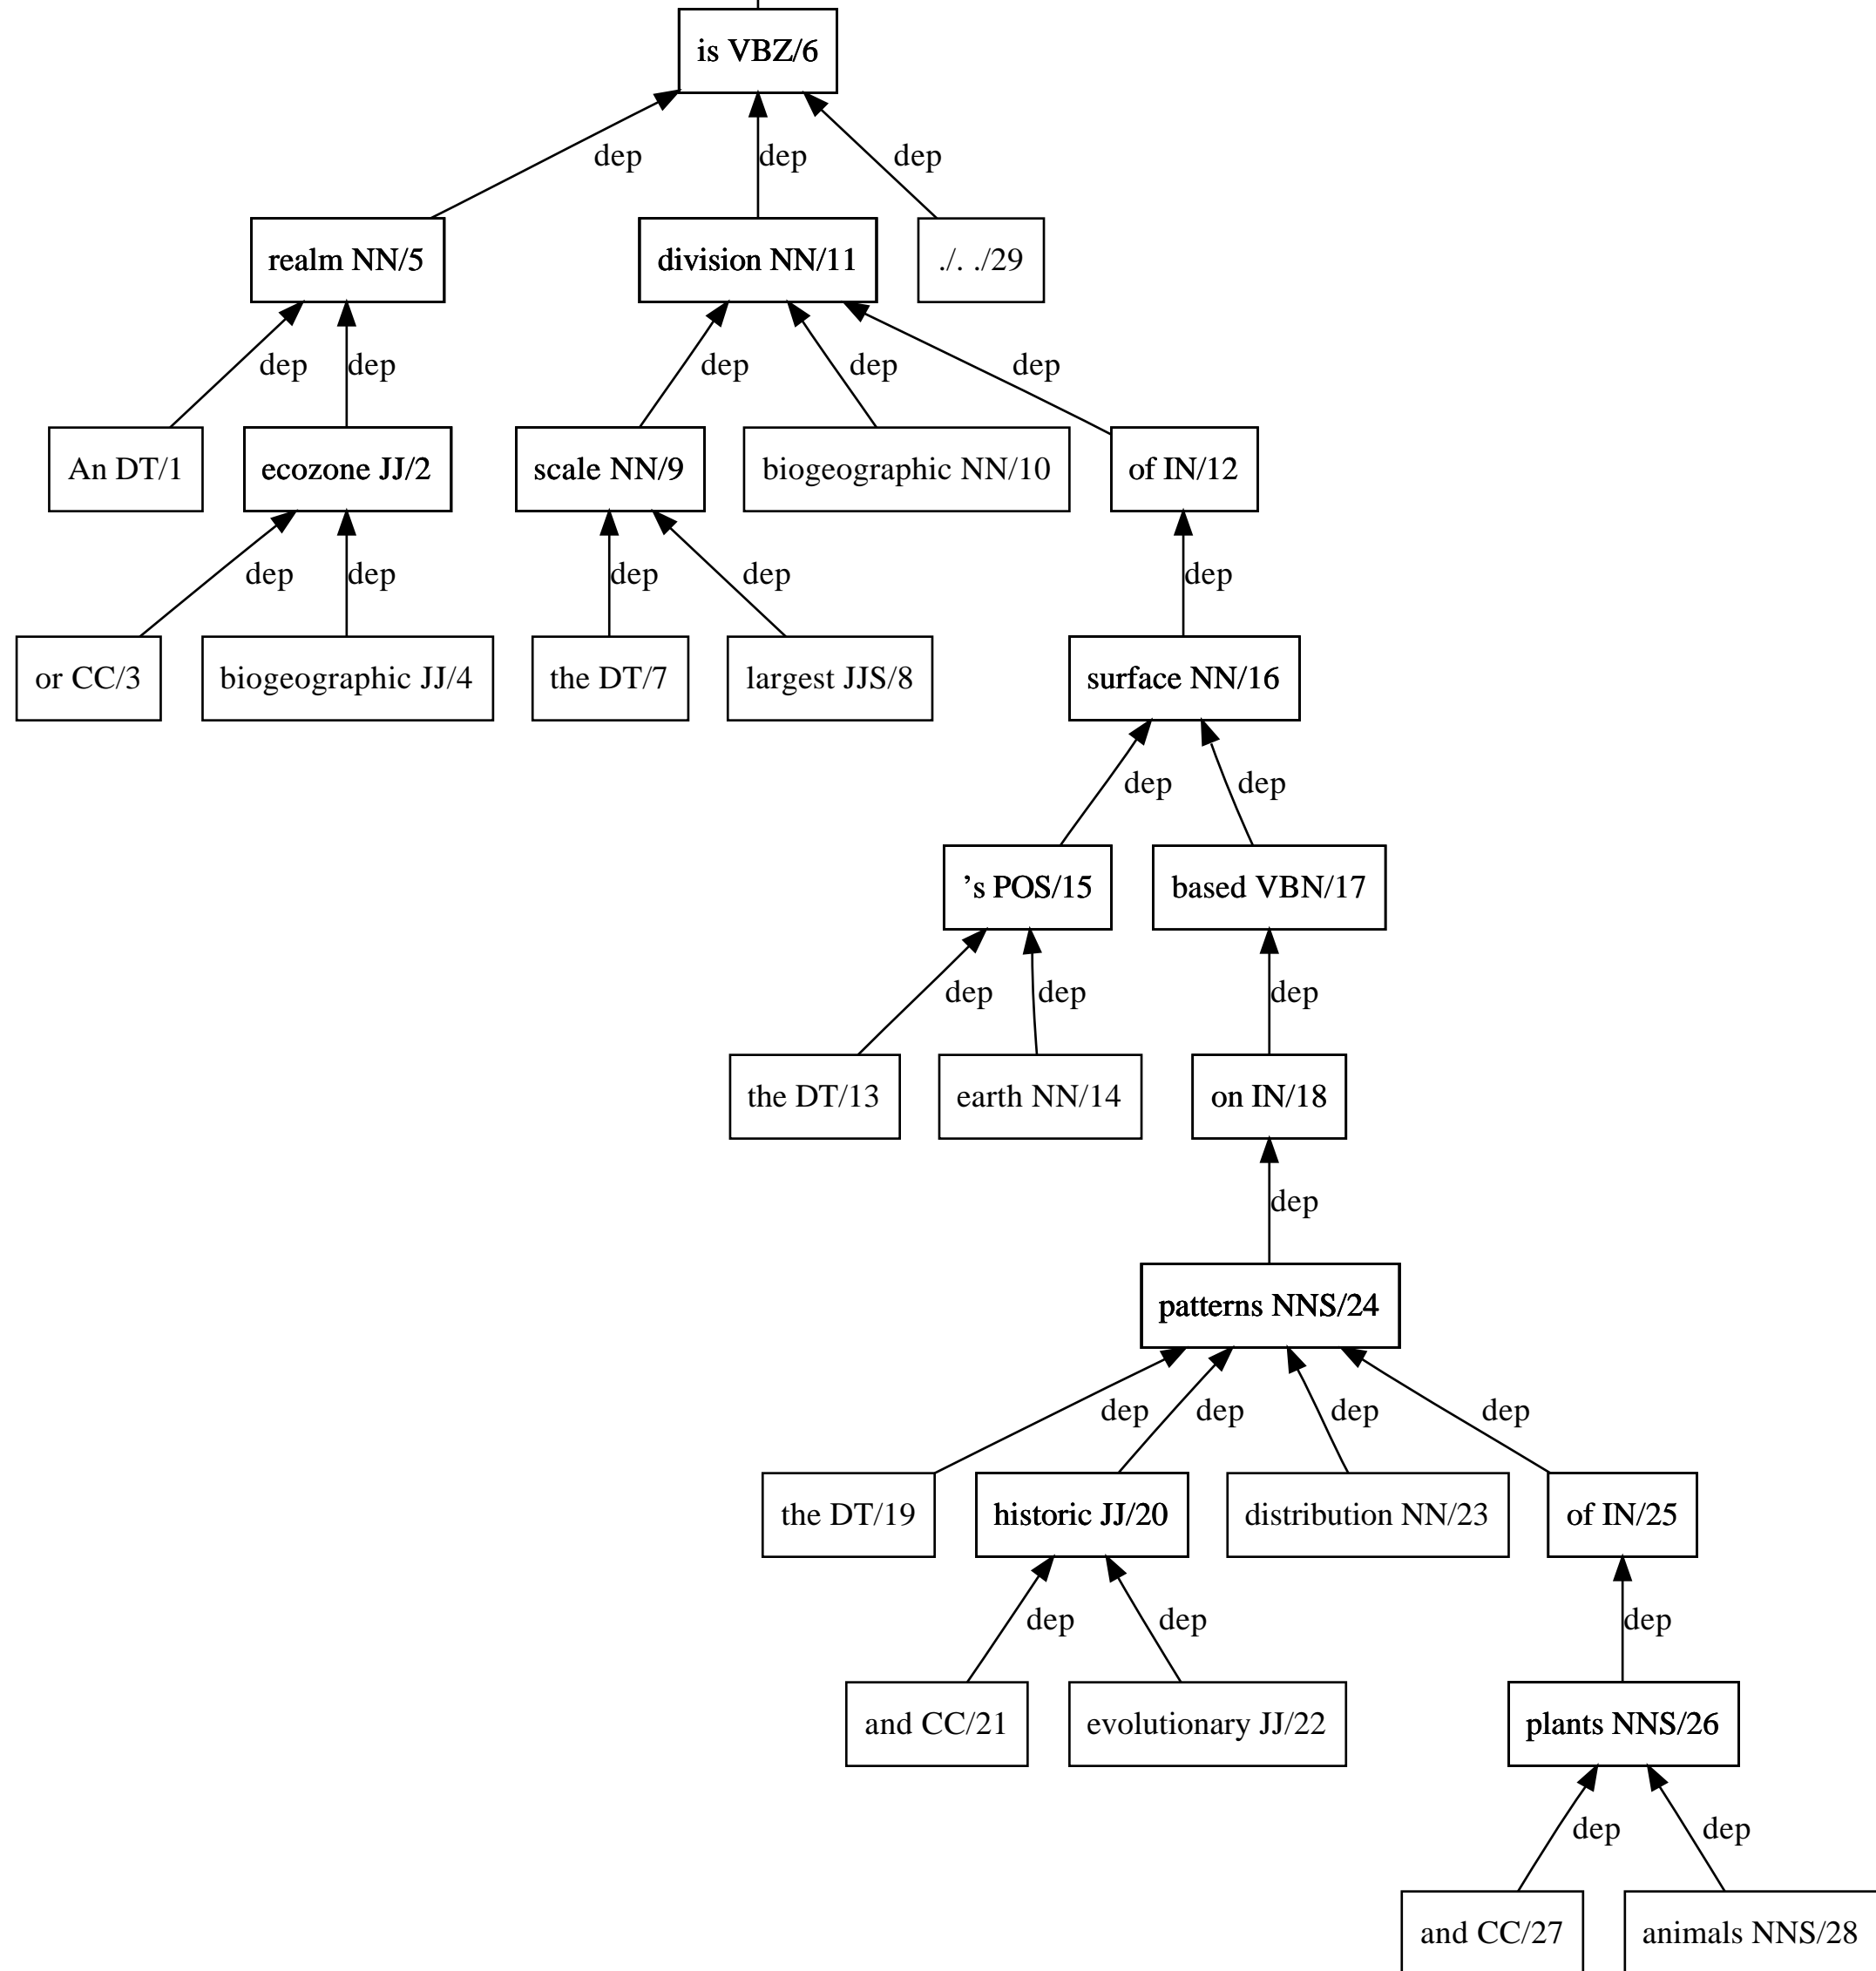 is VBZ/6
dep dep dep
realm NN/5 division NN/11 ./. ./29
dep dep dep dep dep
An DT/1 ecozone JJ/2 scale NN/9 biogeographic NN/10 of IN/12
dep dep dep dep dep
or CC/3 biogeographic JJ/4 the DT/7 largest JJS/8 surface NN/16
dep dep
’s POS/15 based VBN/17
dep dep dep
the DT/13 earth NN/14 on IN/18
dep
patterns NNS/24
dep dep dep dep
the DT/19 historic JJ/20 distribution NN/23 of IN/25
dep dep dep
and CC/21 evolutionary JJ/22 plants NNS/26
dep dep
and CC/27 animals NNS/28